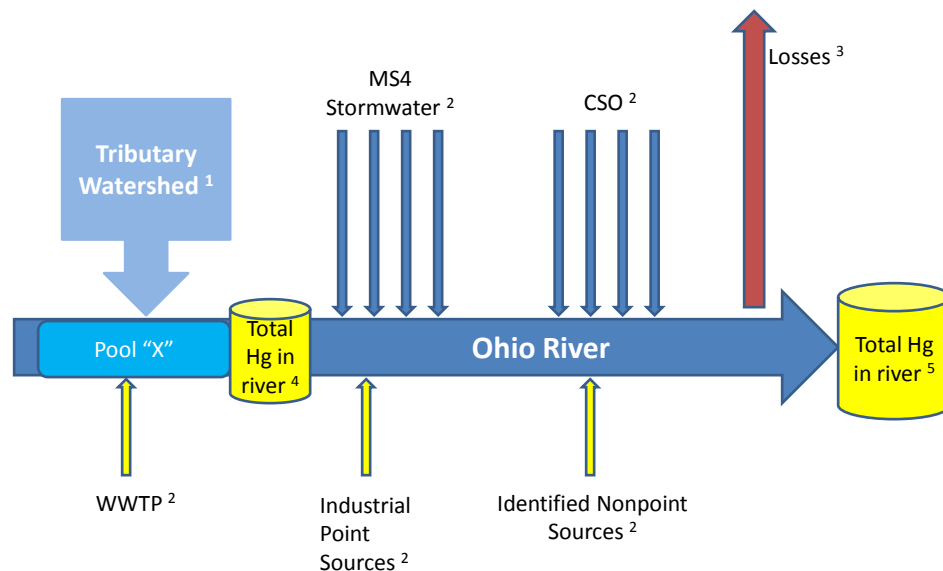 Losses ³
MS4
Stormwater ²
CSO ²
Tributary
Watershed ¹
Pool “X”
Total
Hg in
river ⁴
Ohio River
Total Hg
in river ⁵
WWTP ²
Industrial
Point
Sources ²
Identified Nonpoint
Sources ²